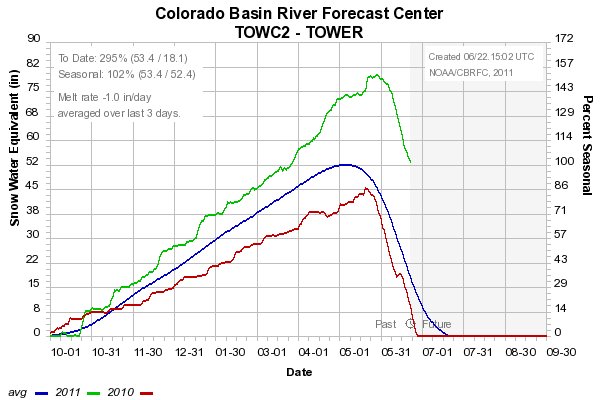 Colorado Basin River Forecast Center
TOWC2 - TOWER
To Date: 295% (53.4 / 18.1)
Seasonal: 102% (53.4 / 52.4)
Melt rate -1.0 in/day
averaged over last 3 days.
Created 06/22.15:02 UTC
NOAA/CBRFC, 2011
Snow Water Equivalent (in)
90
82
75
68
60
52
45
38
30
22
15
8
0
172
158
143
129
114
100
86
71
57
43
29
14
0
Percent Seasonal
Past
Future
10-01 10-31 11-30 12-31 01-30 03-01 04-01 05-01 05-31 07-01 07-31 08-30 09-30
Date
avg 2011 2010